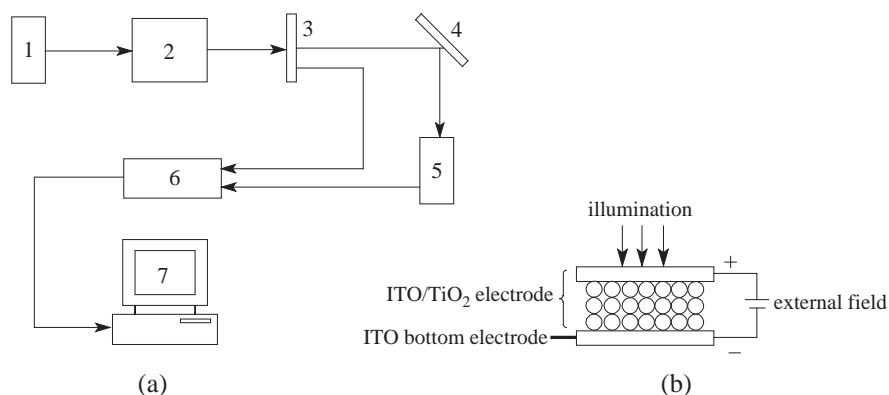 1
2
3
4
5
6
7
illumination
+
ITO/TiO₂ electrode
external field
ITO bottom electrode
−
(a)
(b)